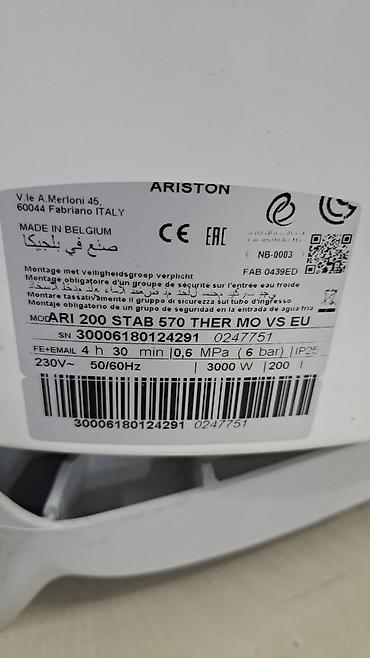 ARISTON
V.le A.Merloni 45,
60044 Fabriano ITALY
MADE IN BELGIUM
صنع في بلجيكا
CE EAC
NB-0003
FAB 0439ED
Montage met veiligheidsgroep verplicht
Montage obligatoire d'un groupe de sécurité sur l'entrée eau froide
Montare tassativamente il gruppo di sicurezza sul tubo d'ingresso
Montaje obligatorio de grupo de seguridad en la entrada de agua fria
MOD. ARI 200 STAB 570 THER MO VS EU
SN 30006180124291 0247751
FE+EMAIL 4 h 30 min 0,6 MPa (6 bar) IP25
230V~ 50/60Hz 3000 W 200 l
30006180124291 0247751